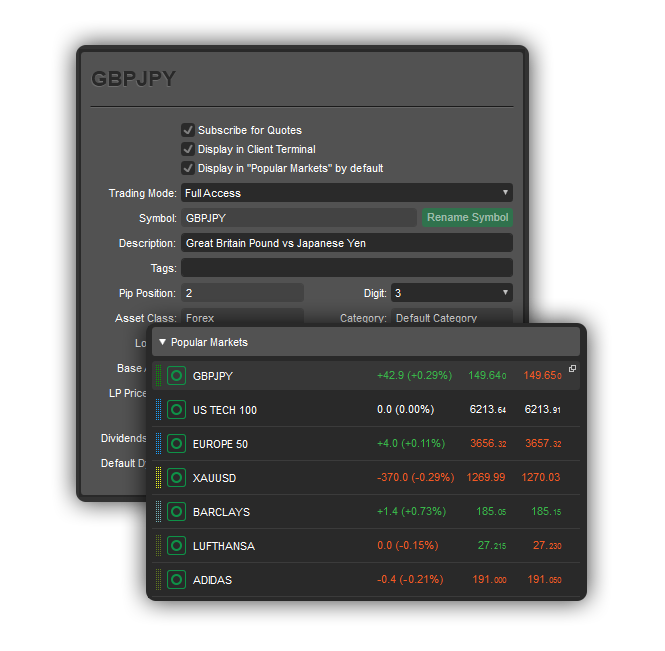 GBPJPY
Subscribe for Quotes
Display in Client Terminal
Display in "Popular Markets" by default
Trading Mode: Full Access
Symbol: GBPJPY Rename Symbol
Description: Great Britain Pound vs Japanese Yen
Tags:
Pip Position: 2 Digit: 3
Asset Class: Forex Category: Default Category
Popular Markets
GBPJPY +42.9 (+0.29%) 149.640 149.650
US TECH 100 0.0 (0.00%) 6213.64 6213.91
EUROPE 50 +4.0 (+0.11%) 3656.32 3657.32
XAUUSD -370.0 (-0.29%) 1269.99 1270.03
BARCLAYS +1.4 (+0.73%) 185.05 185.15
LUFTHANSA 0.0 (-0.15%) 27.215 27.230
ADIDAS -0.4 (-0.21%) 191.000 191.050
Base
LP Price
Dividends
Default